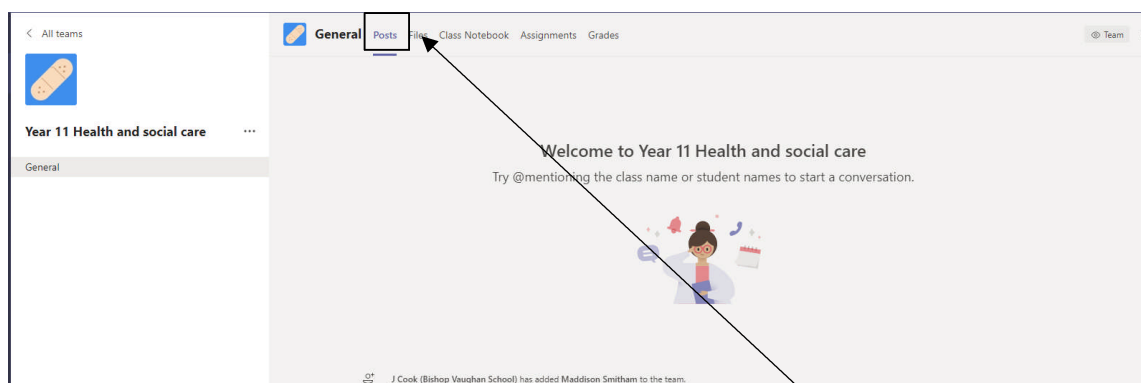 All teams
Year 11 Health and social care ...
General
General Posts Files Class Notebook Assignments Grades
Team
Welcome to Year 11 Health and social care
Try @mentioning the class name or student names to start a conversation.
J Cook (Bishop Vaughan School) has added Maddison Smitham to the team.